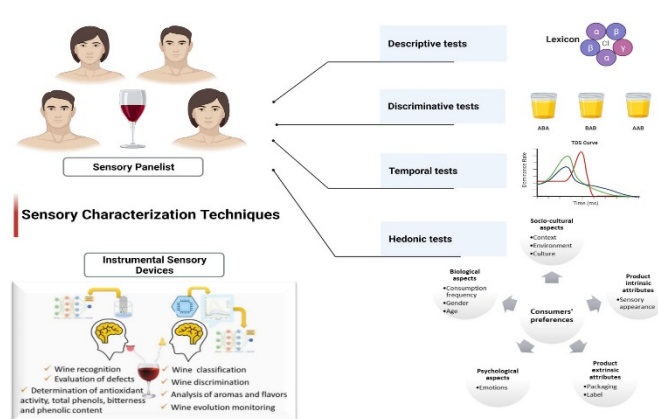 Descriptive tests
Lexicon
α
β
β
γ
α
Discriminative tests
ABA
BAB
AAB
Sensory Panelist
Temporal tests
TDS Curve
Time (ms)
Sensory Characterization Techniques
Hedonic tests
Socio-cultural
aspects
•Context
•Environment
•Culture
Instrumental Sensory
Devices
Biological
aspects
•Consumption
frequency
•Gender
•Age
Product
intrinsic
attributes
•Sensory
appearance
Consumers'
preferences
Psychological
aspects
•Emotions
Product
extrinsic
attributes
•Packaging
•Label
✓ Wine recognition
✓ Evaluation of defects
✓ Determination of antioxidant
activity, total phenols, bitterness
and phenolic content
✓ Wine classification
✓ Wine discrimination
✓ Analysis of aromas and flavors
✓ Wine evolution monitoring